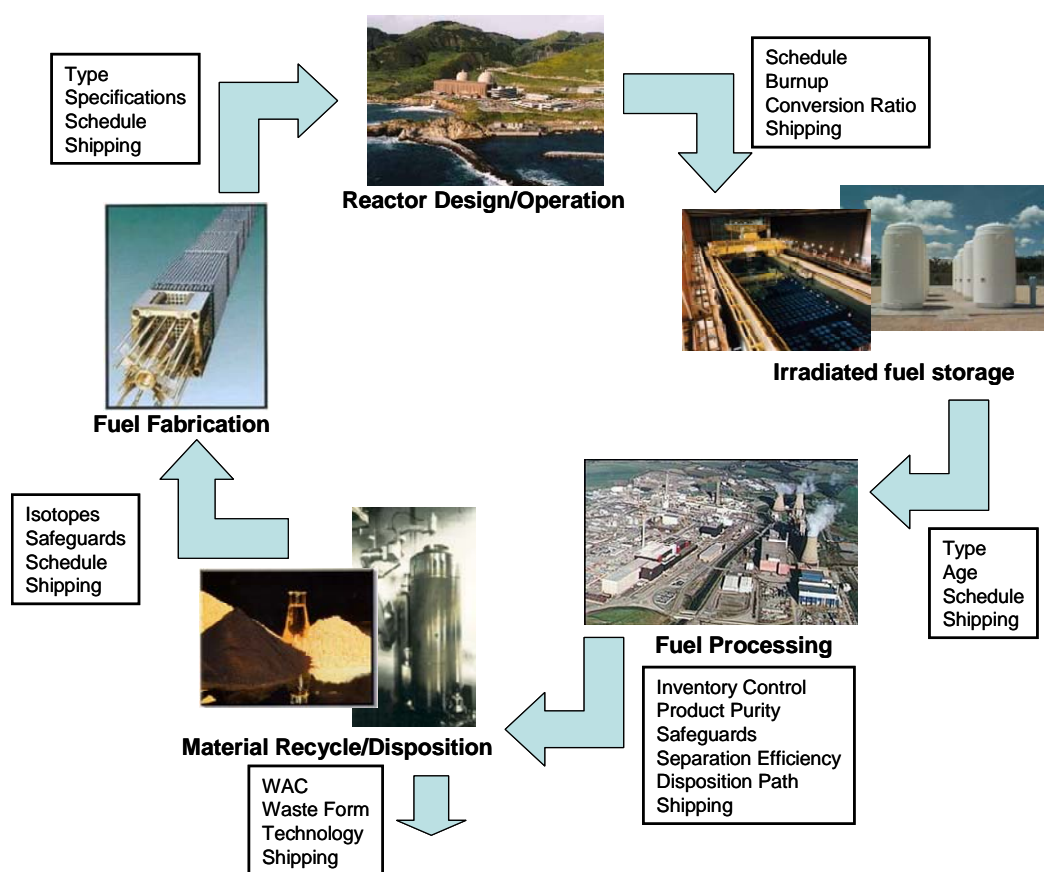 Type
Specifications
Schedule
Shipping
Reactor Design/Operation
Schedule
Burnup
Conversion Ratio
Shipping
Irradiated fuel storage
Type
Age
Schedule
Shipping
Fuel Processing
Inventory Control
Product Purity
Safeguards
Separation Efficiency
Disposition Path
Shipping
Material Recycle/Disposition
WAC
Waste Form
Technology
Shipping
Isotopes
Safeguards
Schedule
Shipping
Fuel Fabrication